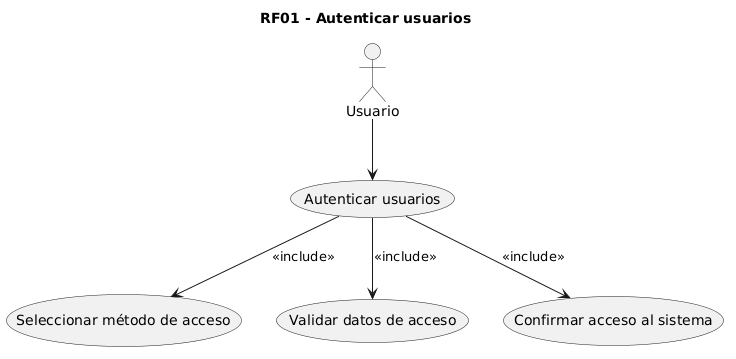 RF01 - Autenticar usuarios
Usuario
Autenticar usuarios
«include» «include» «include»
Seleccionar método de acceso Validar datos de acceso Confirmar acceso al sistema